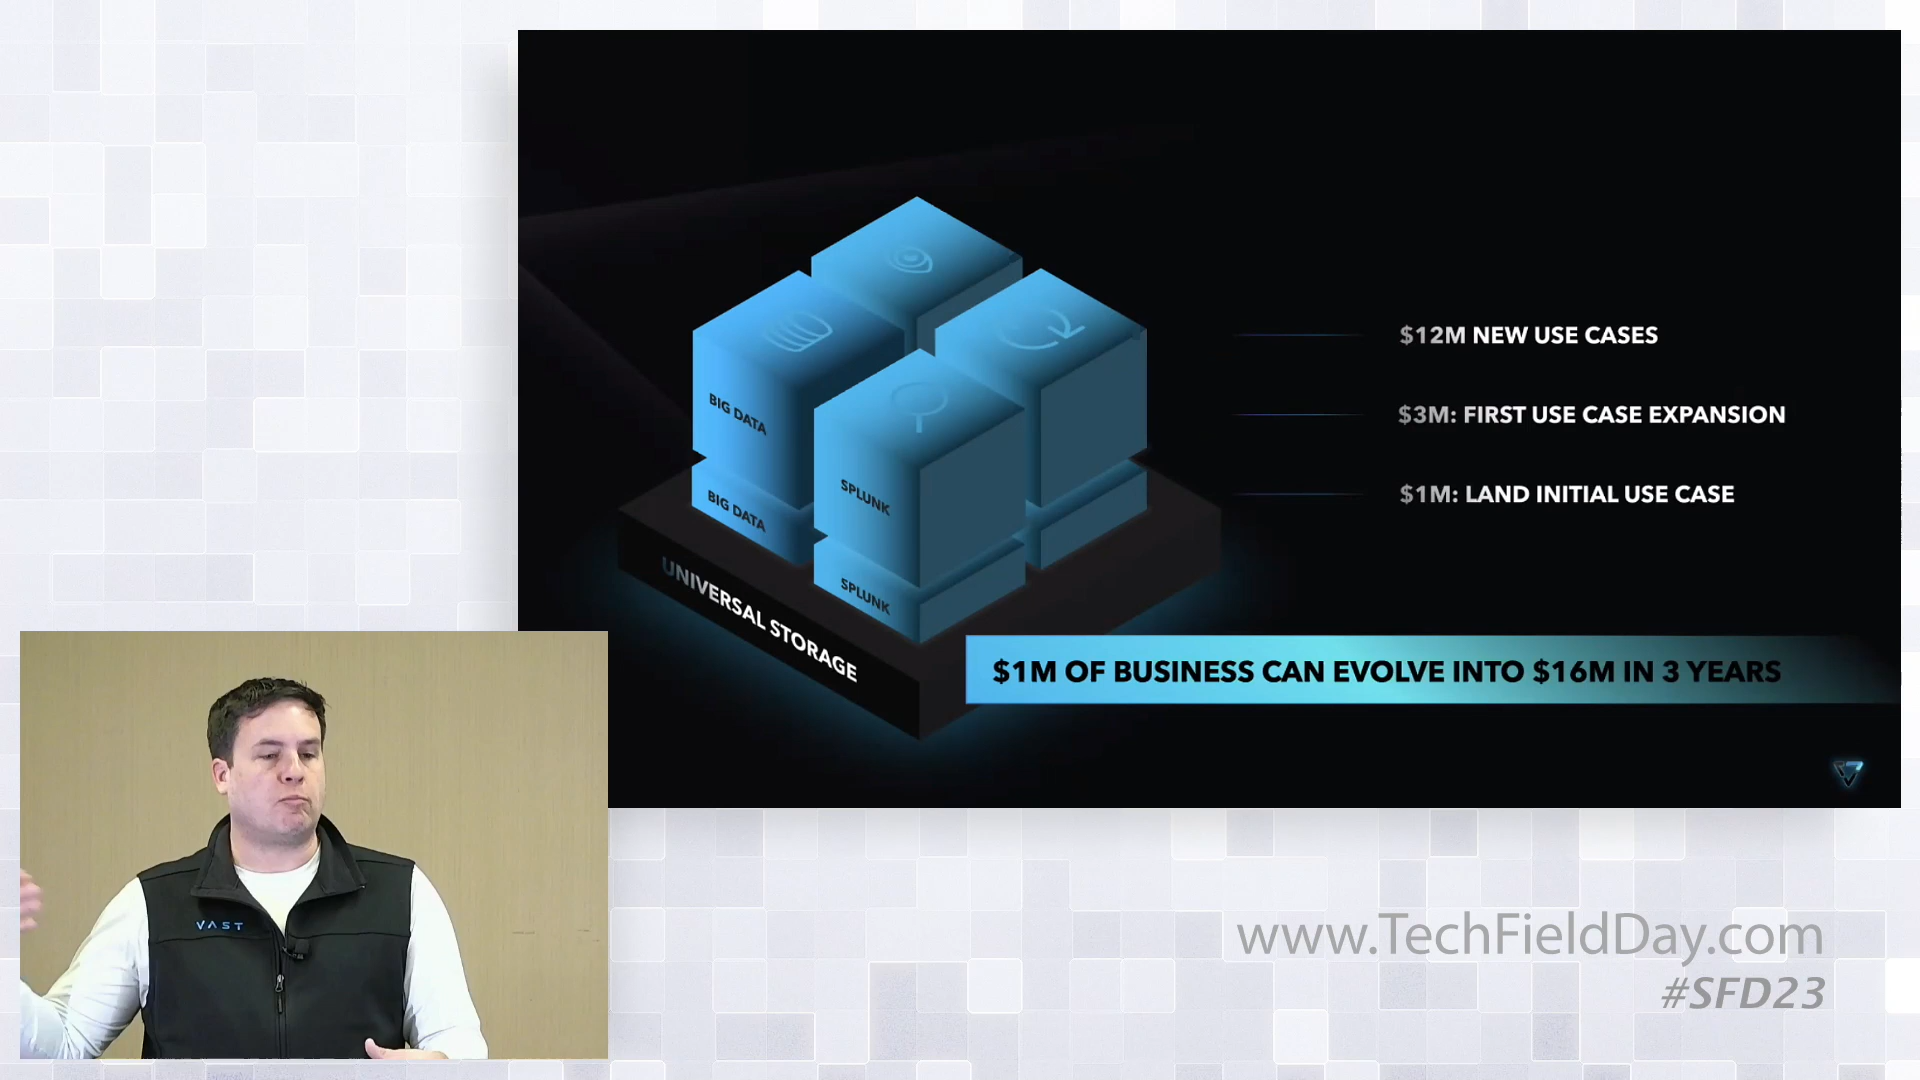 $12M NEW USE CASES
$3M: FIRST USE CASE EXPANSION
$1M: LAND INITIAL USE CASE
BIG DATA
SPLUNK
BIG DATA
SPLUNK
UNIVERSAL STORAGE
$1M OF BUSINESS CAN EVOLVE INTO $16M IN 3 YEARS
VAST
www.TechFieldDay.com
#SFD23